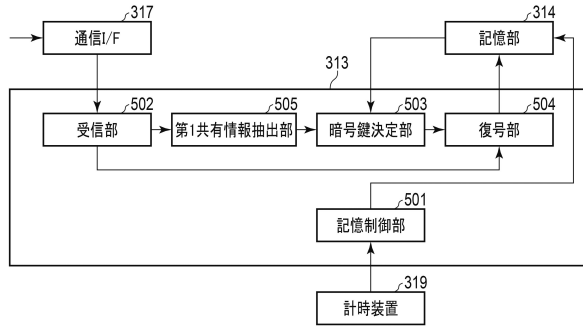 317
通信I/F
314
記憶部
313
502
受信部
505
第1共有情報抽出部
503
暗号鍵決定部
504
復号部
501
記憶制御部
319
計時装置